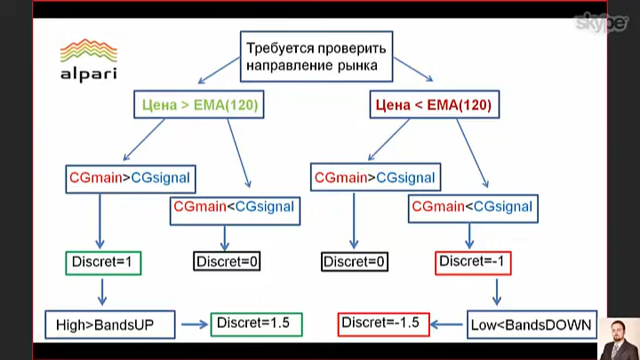 skype
Требуется проверить
направление рынка
alpari
Цена > EMA(120)
Цена < EMA(120)
CGmain>CGsignal
CGmain<CGsignal
CGmain>CGsignal
CGmain<CGsignal
Discret=1
Discret=0
Discret=0
Discret=-1
High>BandsUP
Discret=1.5
Discret=-1.5
Low<BandsDOWN